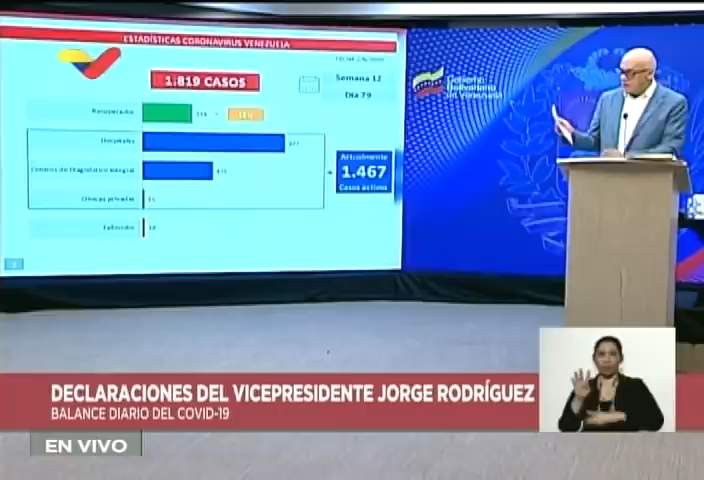 ESTADÍSTICAS CORONAVIRUS VENEZUELA
1.819 CASOS
Semana 12
Día 79
Recuperados
Hospitales
Centros de Diagnóstico Integral
Clínicas privadas
Fallecidos
Actualmente
1.467
Casos activos
Gobierno
Bolivariano
de Venezuela
DECLARACIONES DEL VICEPRESIDENTE JORGE RODRÍGUEZ
BALANCE DIARIO DEL COVID-19
EN VIVO